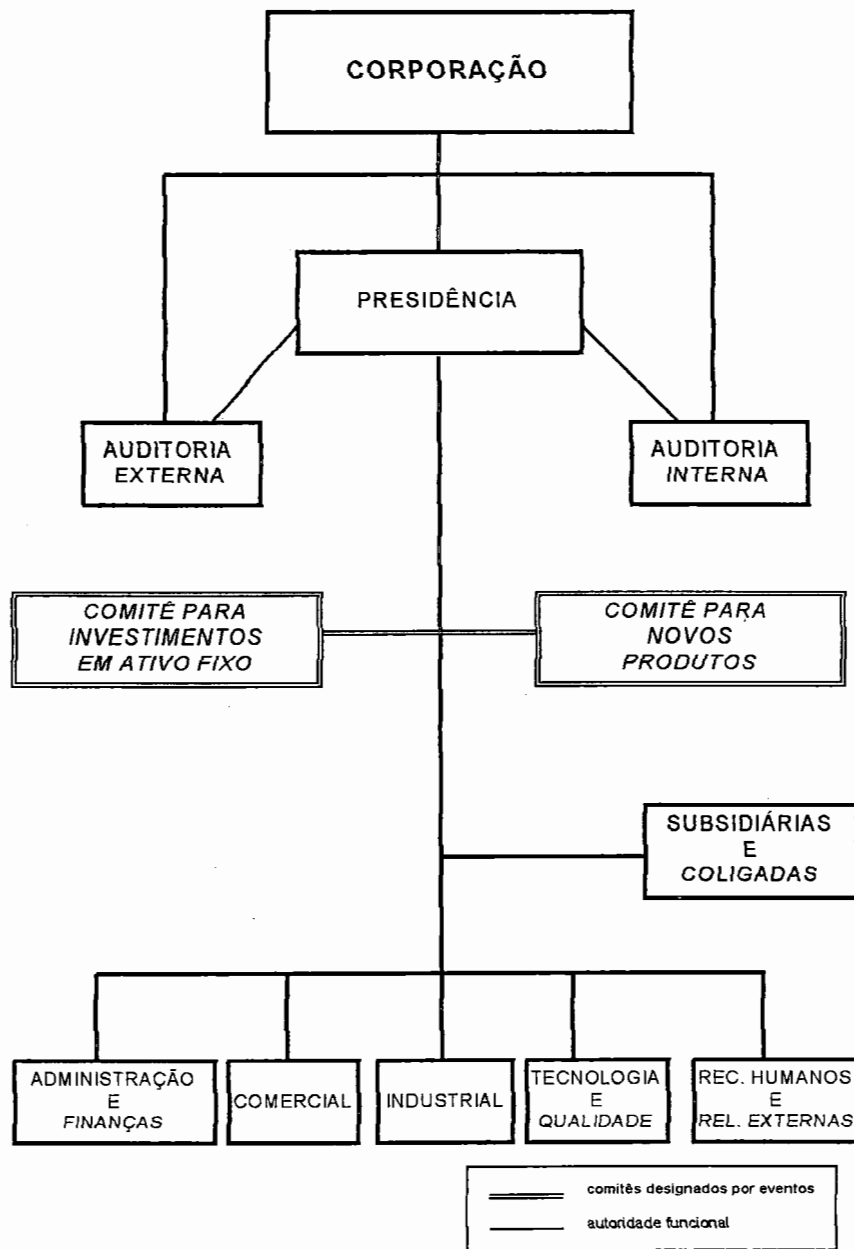 CORPORAÇÃO
PRESIDÊNCIA
AUDITORIA
EXTERNA
AUDITORIA
INTERNA
COMITÊ PARA
INVESTIMENTOS
EM ATIVO FIXO
COMITÊ PARA
NOVOS
PRODUTOS
SUBSIDIÁRIAS
E
COLIGADAS
ADMINISTRAÇÃO
E
FINANÇAS
COMERCIAL
INDUSTRIAL
TECNOLOGIA
E
QUALIDADE
REC. HUMANOS
E
REL. EXTERNAS
comitês designados por eventos
autoridade funcional